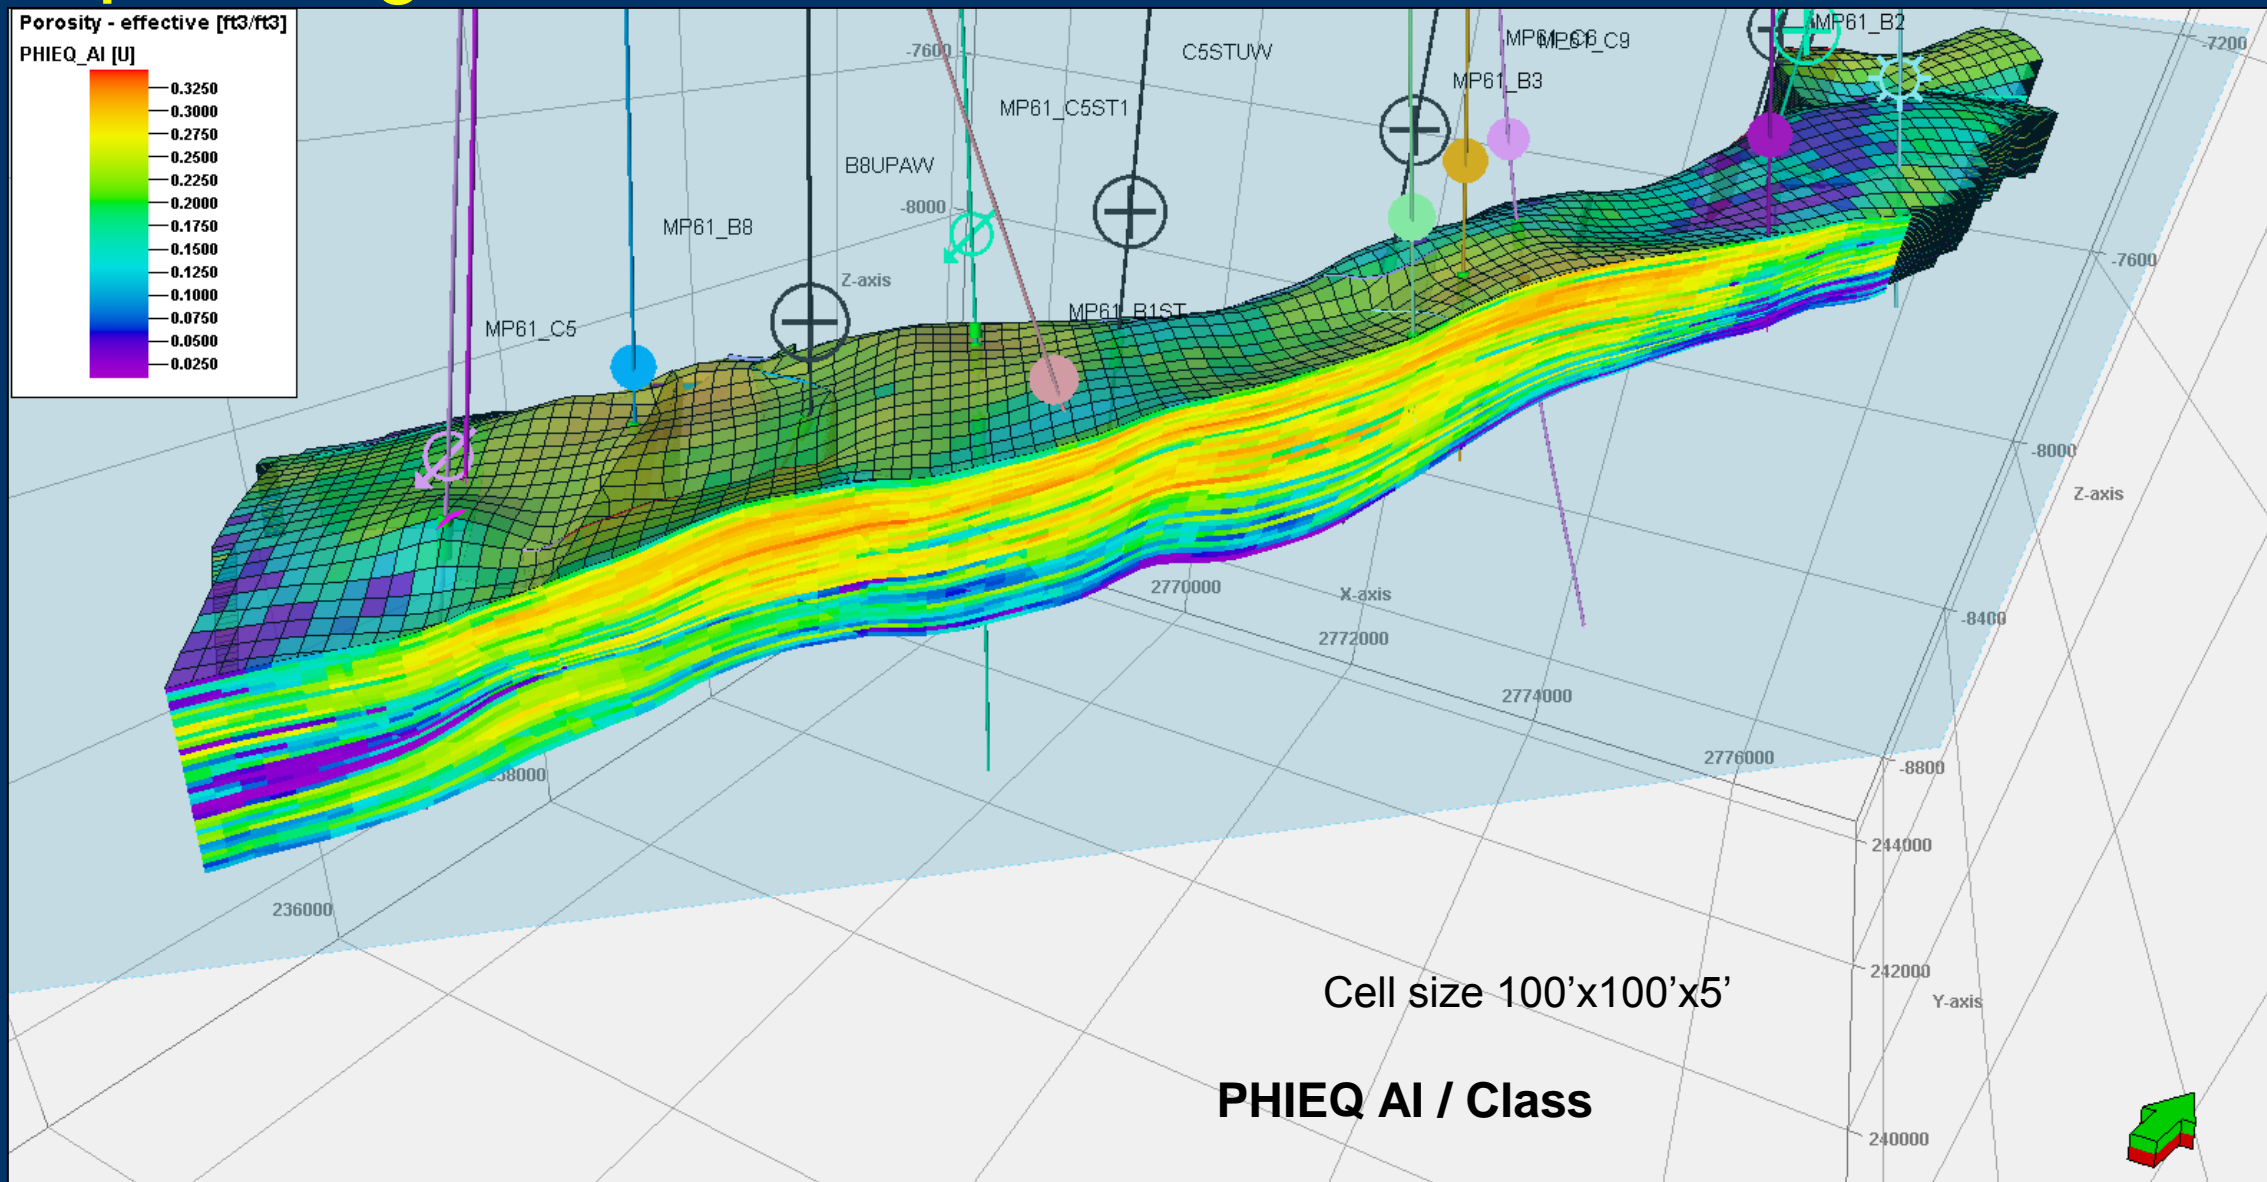 Porosity - effective [ft3/ft3]
PHIEQ_AI [U]
0.3250
0.3000
0.2750
0.2500
0.2250
0.2000
0.1750
0.1500
0.1250
0.1000
0.0750
0.0500
0.0250
-7600
C5STUW
MP61_C9
MP61_B2
-7200
MP61_B3
MP61_C5ST1
B8UPAW
-8000
MP61_B8
Z-axis
-7600
MP61_B1ST
MP61_C5
-8000
Z-axis
2770000
X-axis
2772000
-8400
2774000
2776000
-8800
244000
236000
242000
Cell size 100’x100’x5’
Y-axis
PHIEQ AI / Class
240000